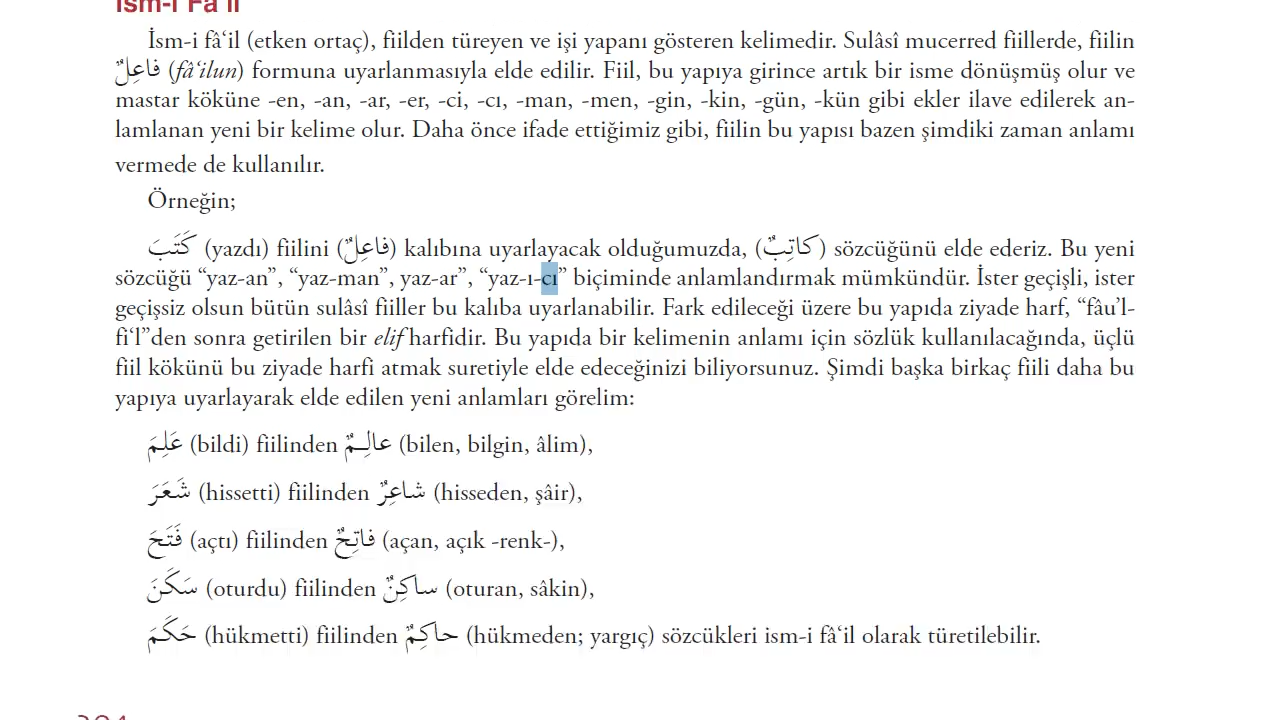 İsm-i Fâ‘il
İsm-i fâ‘il (etken ortaç), fiilden türeyen ve işi yapanı gösteren kelimedir. Sulâsî mucerred fiillerde, fiilin
فاعِلٌ (fâ‘ilun) formuna uyarlanmasıyla elde edilir. Fiil, bu yapıya girince artık bir isme dönüşmüş olur ve
mastar köküne -en, -an, -ar, -er, -ci, -cı, -man, -men, -gin, -kin, -gün, -kün gibi ekler ilave edilerek an-
lamlanan yeni bir kelime olur. Daha önce ifade ettiğimiz gibi, fiilin bu yapısı bazen şimdiki zaman anlamı
vermede de kullanılır.
Örneğin;
كَتَبَ (yazdı) fiilini (فاعِلٌ) kalıbına uyarlayacak olduğumuzda, (كاتِبٌ) sözcüğünü elde ederiz. Bu yeni
sözcüğü “yaz-an”, “yaz-man”, yaz-ar”, “yaz-ı-cı” biçiminde anlamlandırmak mümkündür. İster geçişli, ister
geçişsiz olsun bütün sulâsî fiiller bu kalıba uyarlanabilir. Fark edileceği üzere bu yapıda ziyade harf, “fâu’l-
fi‘l”den sonra getirilen bir elif harfidir. Bu yapıda bir kelimenin anlamı için sözlük kullanılacağında, üçlü
fiil kökünü bu ziyade harfi atmak suretiyle elde edeceğinizi biliyorsunuz. Şimdi başka birkaç fiili daha bu
yapıya uyarlayarak elde edilen yeni anlamları görelim:
عَلِمَ (bildi) fiilinden عالِـمٌ (bilen, bilgin, âlim),
شَعَرَ (hissetti) fiilinden شاعِرٌ (hisseden, şâir),
فَتَحَ (açtı) fiilinden فاتِحٌ (açan, açık -renk-),
سَكَنَ (oturdu) fiilinden ساكِنٌ (oturan, sâkin),
حَكَمَ (hükmetti) fiilinden حاكِمٌ (hükmeden; yargıç) sözcükleri ism-i fâ‘il olarak türetilebilir.